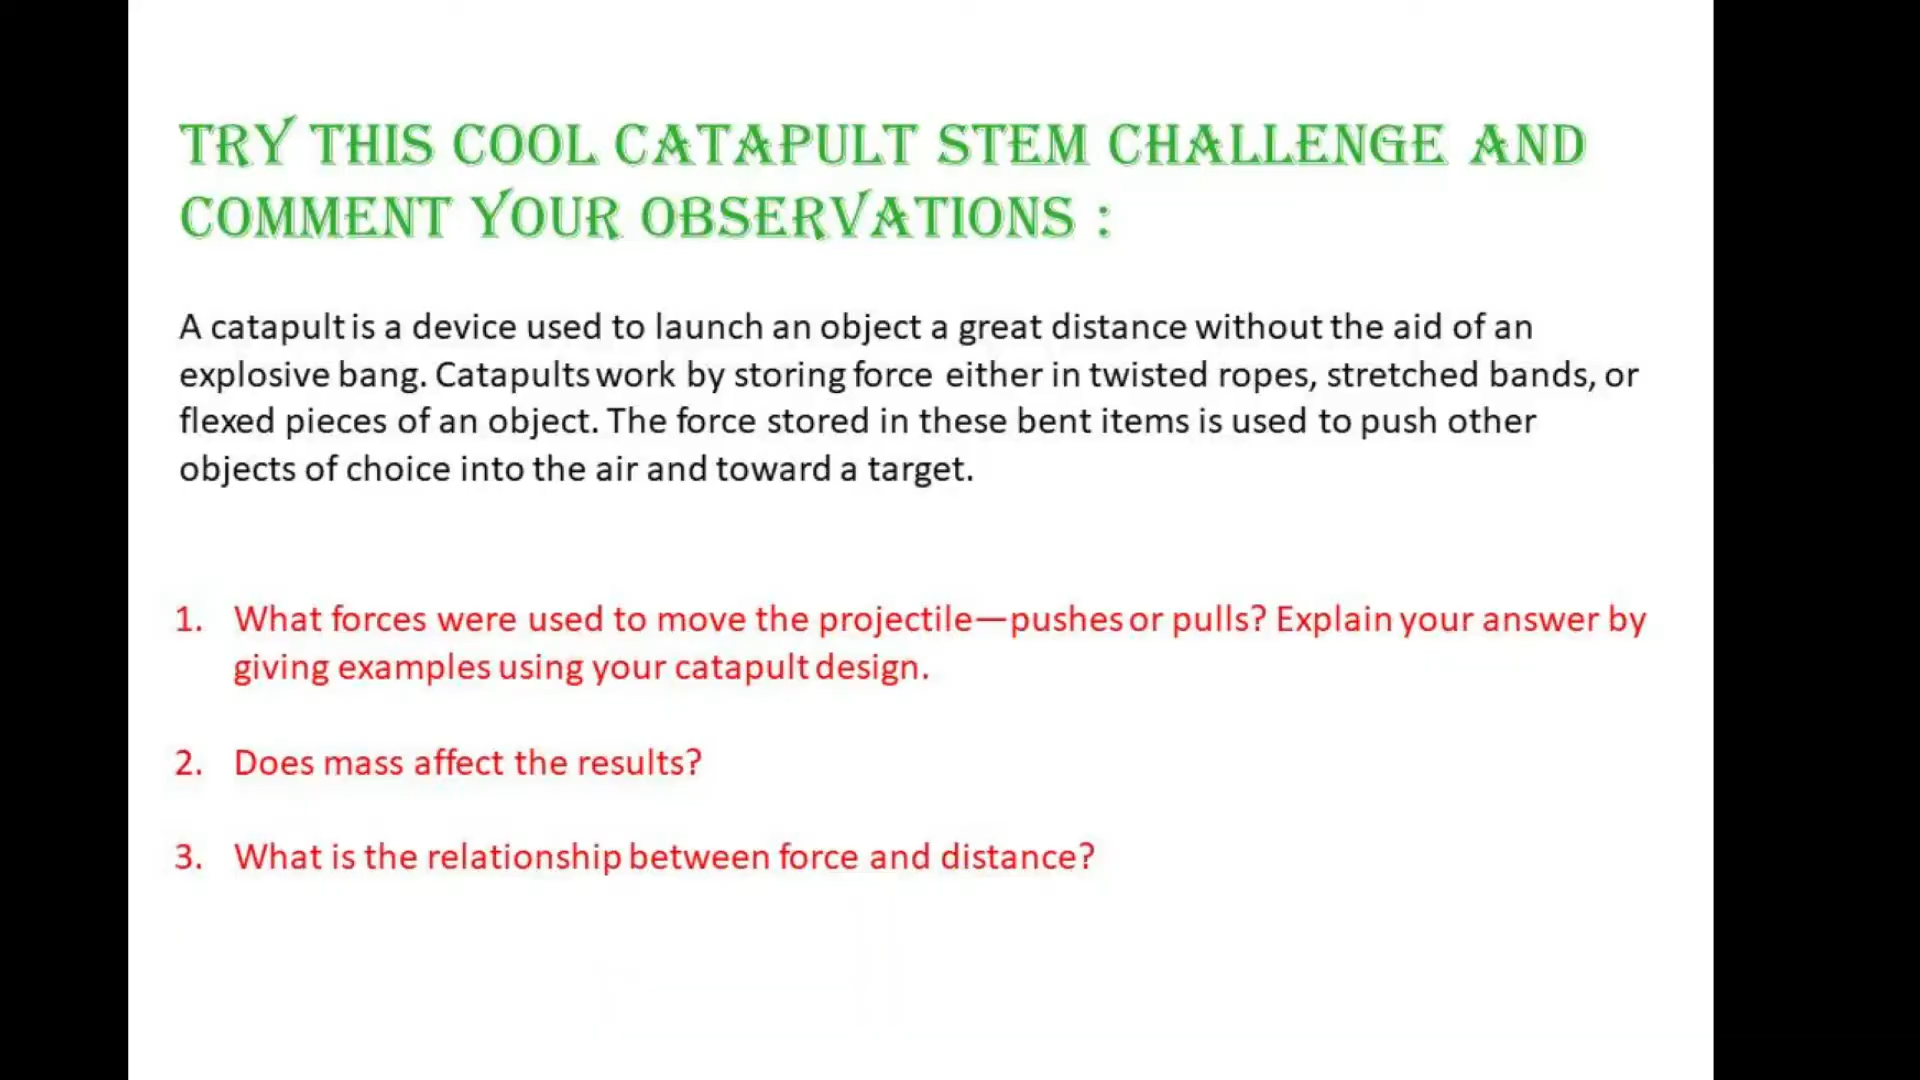 TRY THIS COOL CATAPULT STEM CHALLENGE AND
COMMENT YOUR OBSERVATIONS :
A catapult is a device used to launch an object a great distance without the aid of an
explosive bang. Catapults work by storing force either in twisted ropes, stretched bands, or
flexed pieces of an object. The force stored in these bent items is used to push other
objects of choice into the air and toward a target.
1. What forces were used to move the projectile—pushes or pulls? Explain your answer by
giving examples using your catapult design.
2. Does mass affect the results?
3. What is the relationship between force and distance?